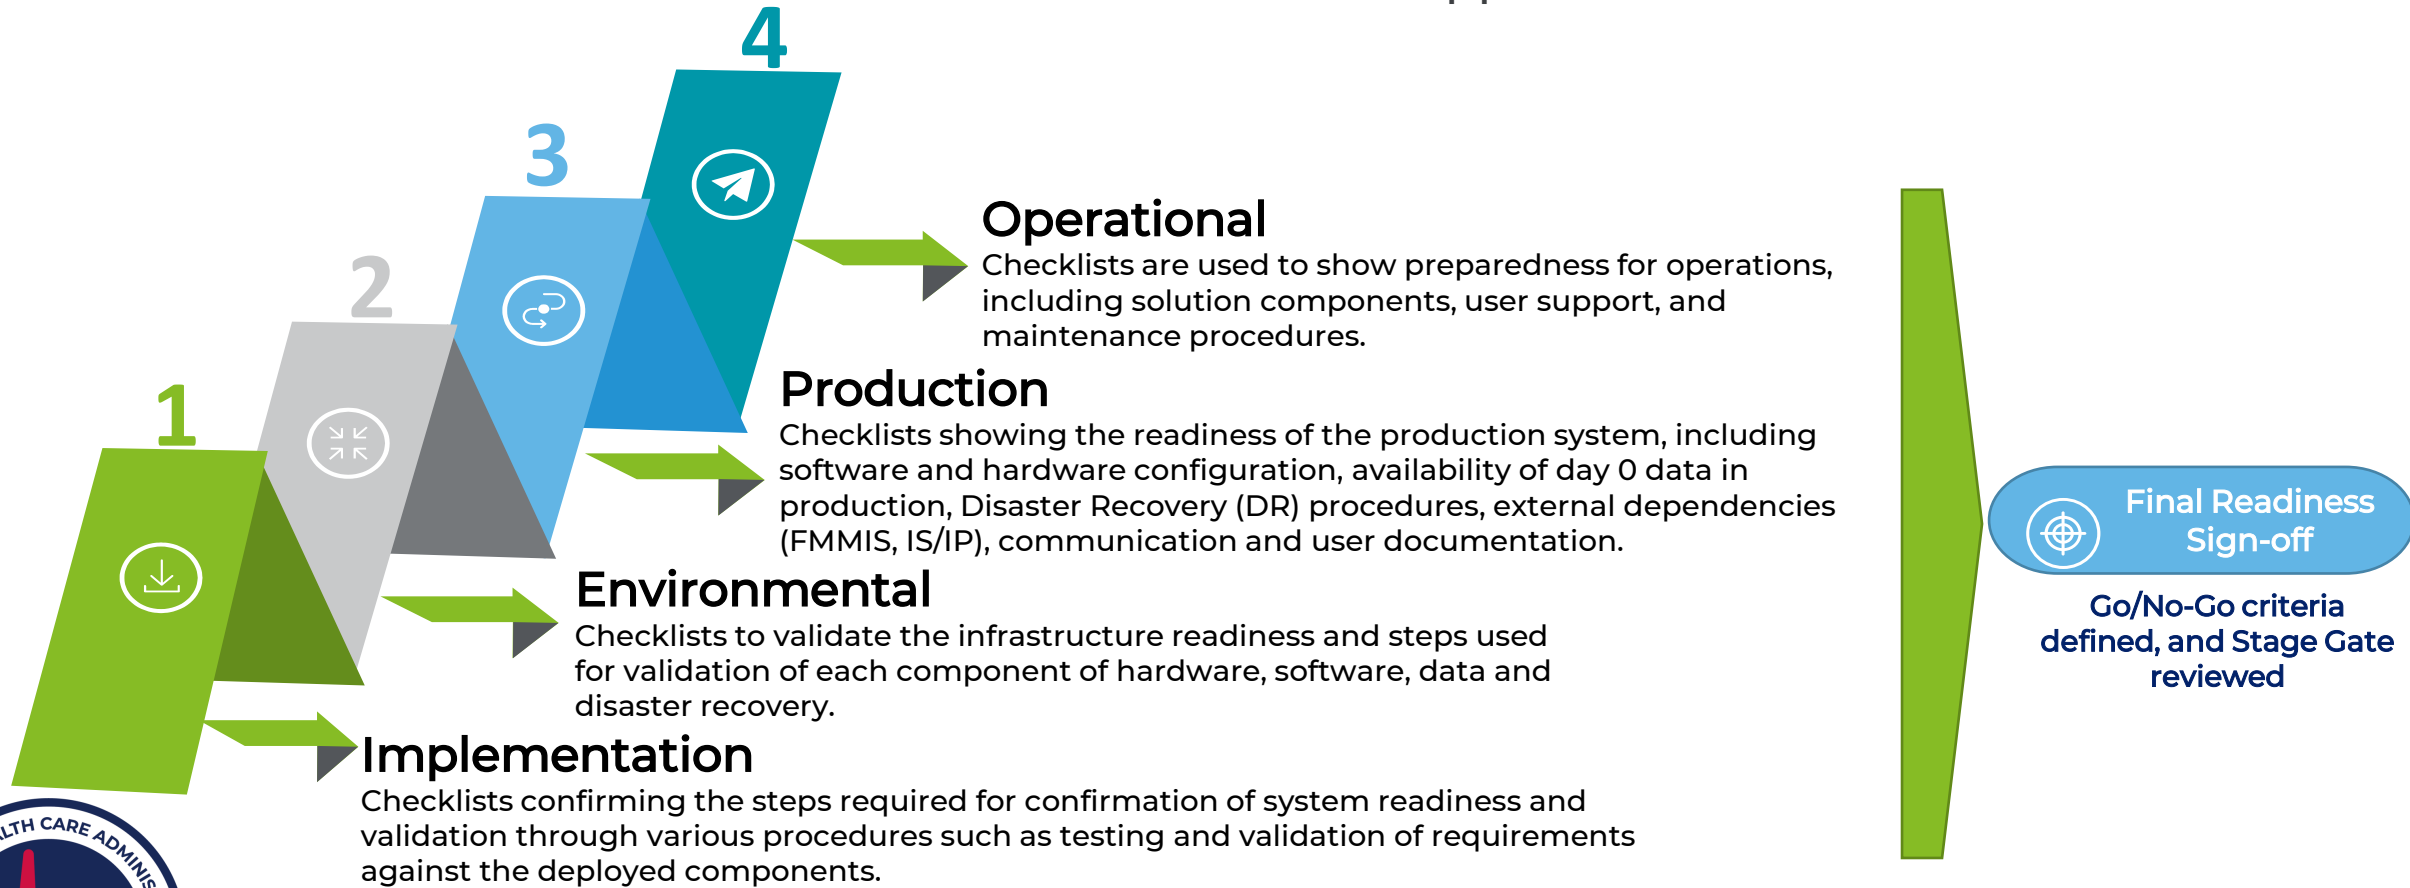 4
3
2
1
Operational
Checklists are used to show preparedness for operations,
including solution components, user support, and
maintenance procedures.
Production
Checklists showing the readiness of the production system, including
software and hardware configuration, availability of day 0 data in
production, Disaster Recovery (DR) procedures, external dependencies
(FMMIS, IS/IP), communication and user documentation.
Environmental
Checklists to validate the infrastructure readiness and steps used
for validation of each component of hardware, software, data and
disaster recovery.
Implementation
Checklists confirming the steps required for confirmation of system readiness and
validation through various procedures such as testing and validation of requirements
against the deployed components.
Final Readiness
Sign-off
Go/No-Go criteria
defined, and Stage Gate
reviewed
CARE